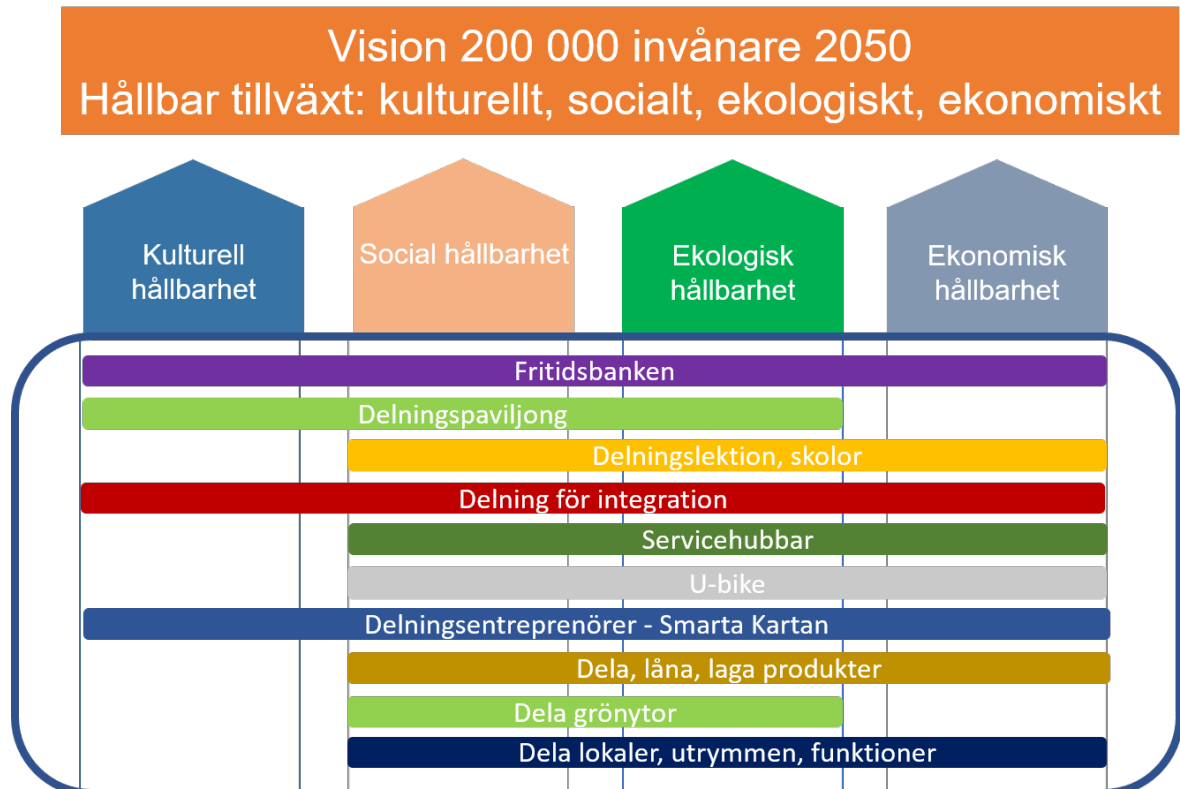 Vision 200 000 invånare 2050
Hållbar tillväxt: kulturellt, socialt, ekologiskt, ekonomiskt
Kulturell
hållbarhet
Social hållbarhet
Ekologisk
hållbarhet
Ekonomisk
hållbarhet
Fritidsbanken
Delningspaviljong
Delningslektion, skolor
Delning för integration
Servicehubbar
U-bike
Delningsentreprenörer - Smarta Kartan
Dela, låna, laga produkter
Dela grönytor
Dela lokaler, utrymmen, funktioner